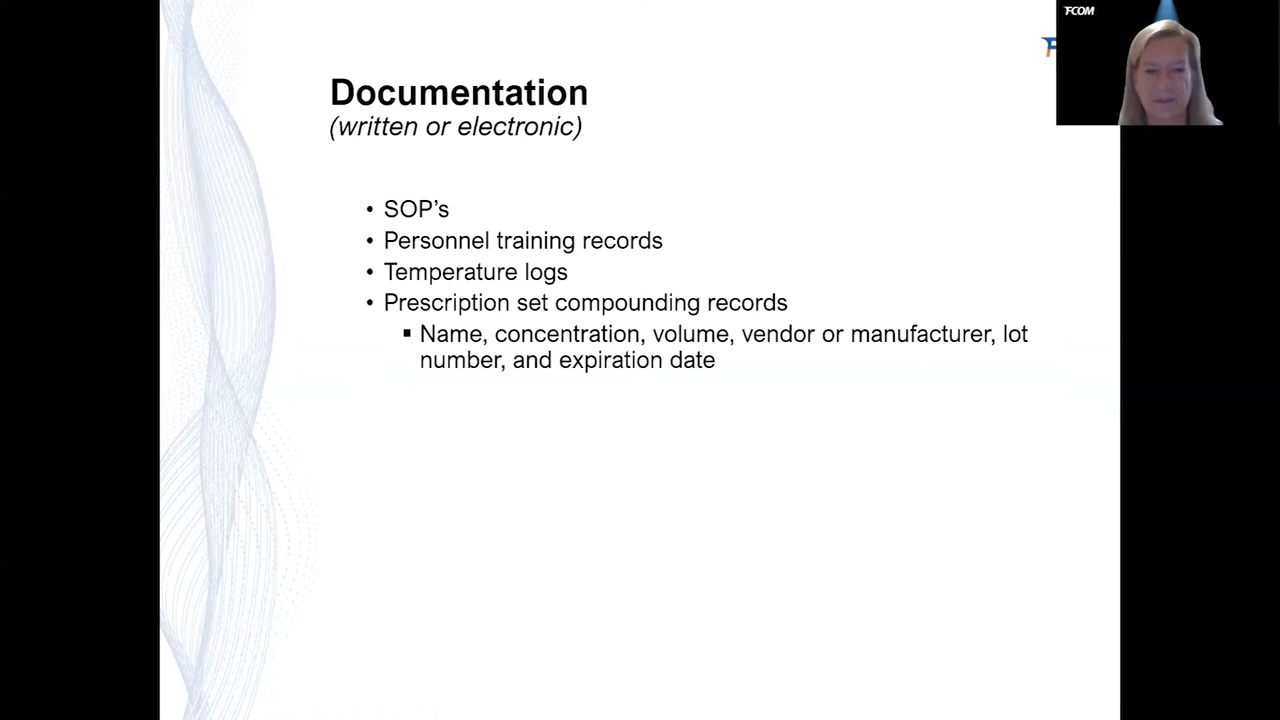 FCOM
Documentation
(written or electronic)
• SOP's
• Personnel training records
• Temperature logs
• Prescription set compounding records
▪ Name, concentration, volume, vendor or manufacturer, lot
number, and expiration date